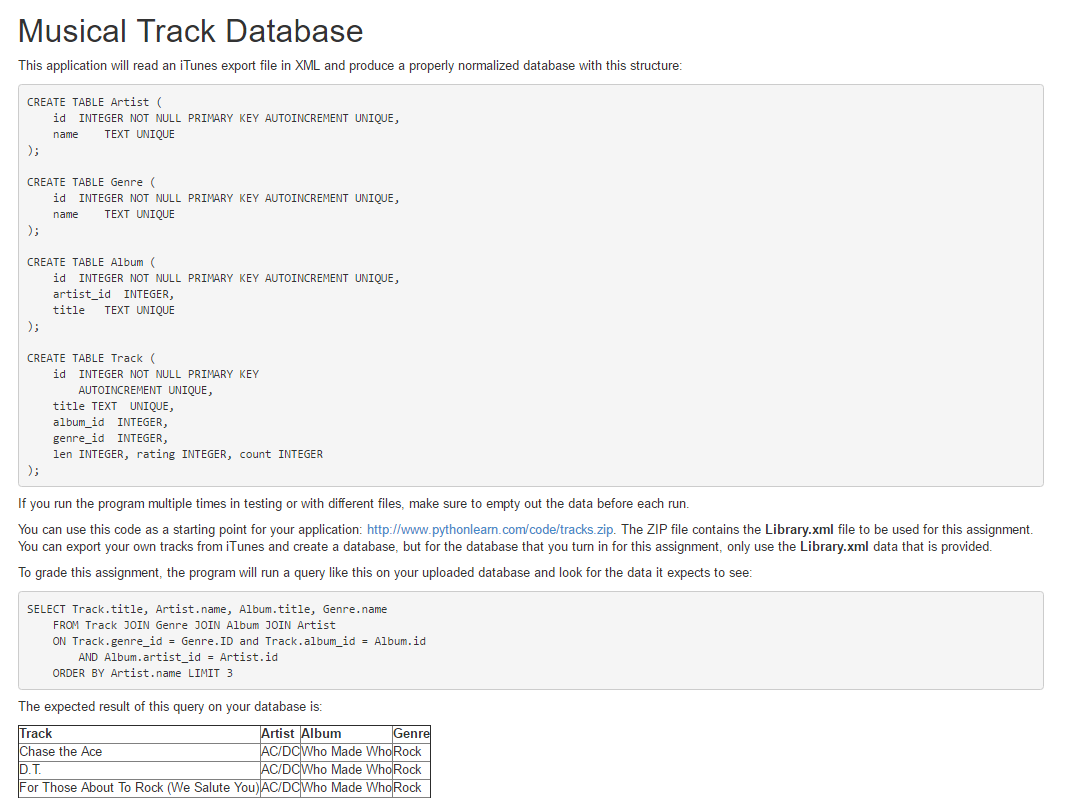 Musical Track Database
This application will read an iTunes export file in XML and produce a properly normalized database with this structure:
CREATE TABLE Artist (
    id  INTEGER NOT NULL PRIMARY KEY AUTOINCREMENT UNIQUE,
    name    TEXT UNIQUE
);
CREATE TABLE Genre (
    id  INTEGER NOT NULL PRIMARY KEY AUTOINCREMENT UNIQUE,
    name    TEXT UNIQUE
);
CREATE TABLE Album (
    id  INTEGER NOT NULL PRIMARY KEY AUTOINCREMENT UNIQUE,
    artist_id  INTEGER,
    title   TEXT UNIQUE
);
CREATE TABLE Track (
    id  INTEGER NOT NULL PRIMARY KEY
        AUTOINCREMENT UNIQUE,
    title TEXT  UNIQUE,
    album_id  INTEGER,
    genre_id  INTEGER,
    len INTEGER, rating INTEGER, count INTEGER
);
If you run the program multiple times in testing or with different files, make sure to empty out the data before each run.
You can use this code as a starting point for your application: http://www.pythonlearn.com/code/tracks.zip. The ZIP file contains the Library.xml file to be used for this assignment.
You can export your own tracks from iTunes and create a database, but for the database that you turn in for this assignment, only use the Library.xml data that is provided.
To grade this assignment, the program will run a query like this on your uploaded database and look for the data it expects to see:
SELECT Track.title, Artist.name, Album.title, Genre.name
    FROM Track JOIN Genre JOIN Album JOIN Artist
    ON Track.genre_id = Genre.ID and Track.album_id = Album.id
        AND Album.artist_id = Artist.id
    ORDER BY Artist.name LIMIT 3
The expected result of this query on your database is:
Track Artist Album Genre
Chase the Ace AC/DC Who Made Who Rock
D.T. AC/DC Who Made Who Rock
For Those About To Rock (We Salute You) AC/DC Who Made Who Rock